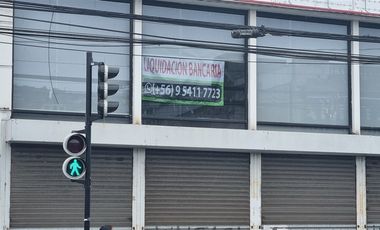 LIQUIDACION BANCARIA
(+56) 9 5411 7723